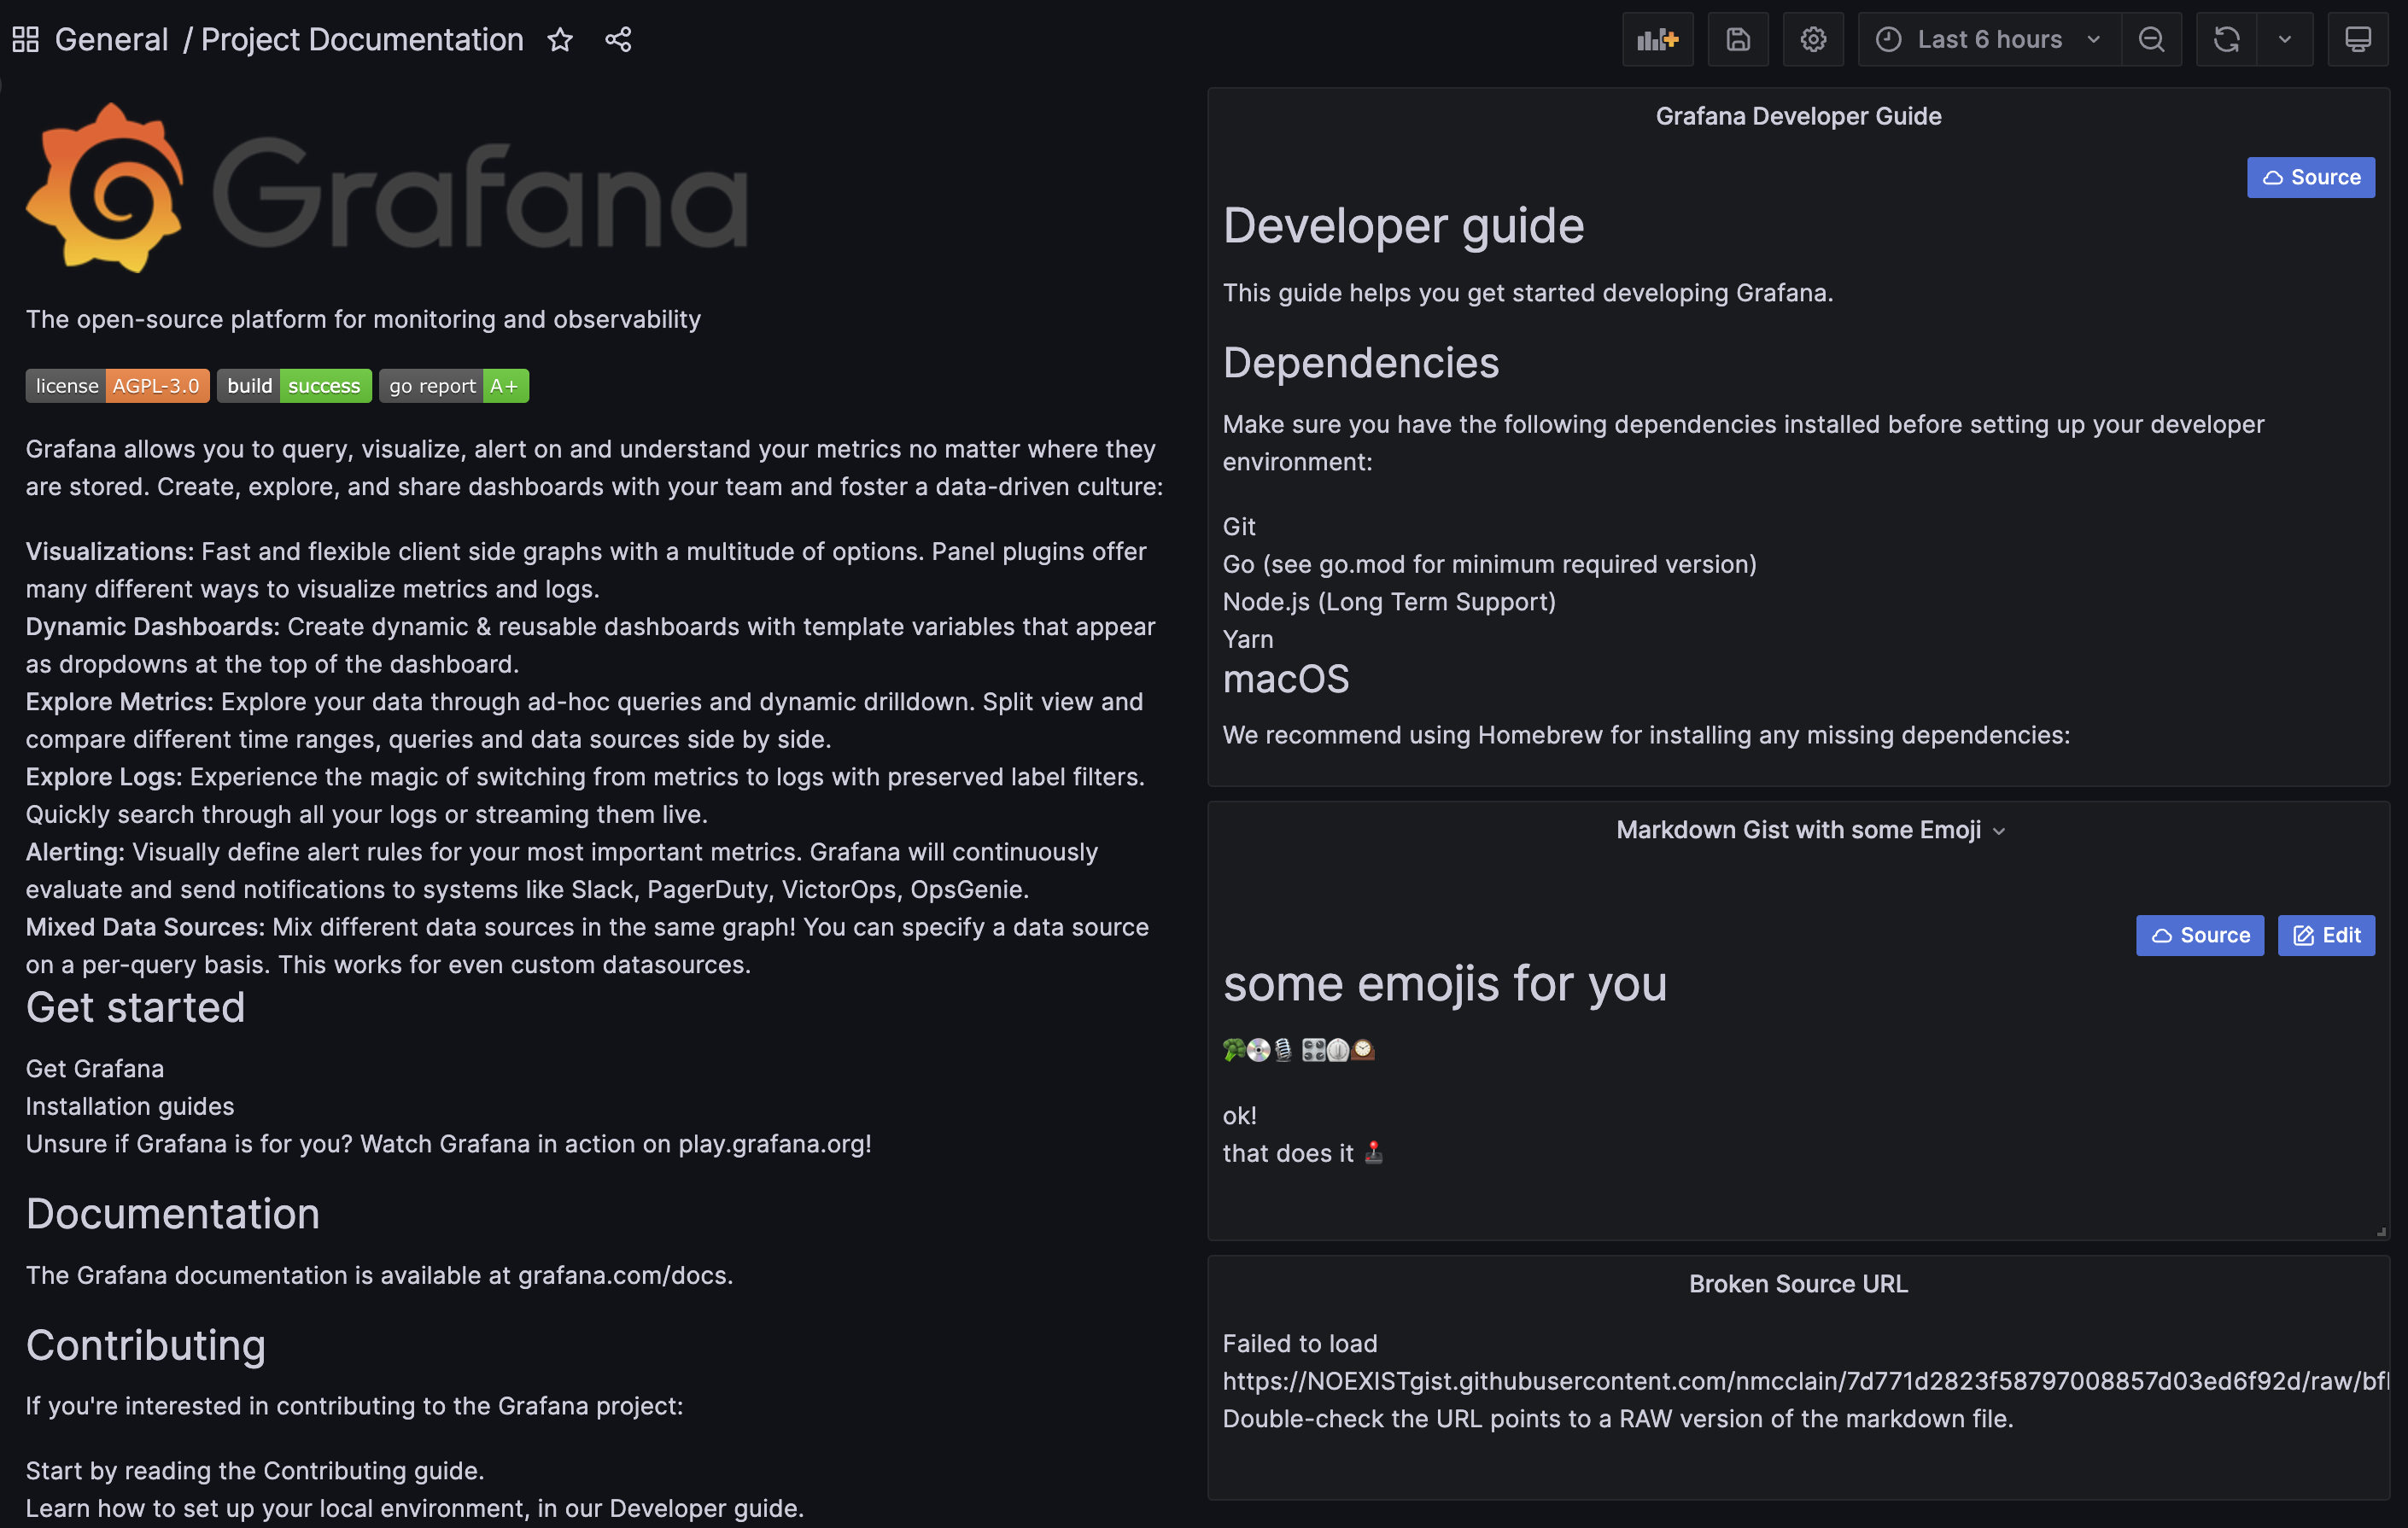 General / Project Documentation
Last 6 hours
Grafana
The open-source platform for monitoring and observability
license AGPL-3.0 build success go report A+
Grafana allows you to query, visualize, alert on and understand your metrics no matter where they
are stored. Create, explore, and share dashboards with your team and foster a data-driven culture:
Visualizations: Fast and flexible client side graphs with a multitude of options. Panel plugins offer
many different ways to visualize metrics and logs.
Dynamic Dashboards: Create dynamic & reusable dashboards with template variables that appear
as dropdowns at the top of the dashboard.
Explore Metrics: Explore your data through ad-hoc queries and dynamic drilldown. Split view and
compare different time ranges, queries and data sources side by side.
Explore Logs: Experience the magic of switching from metrics to logs with preserved label filters.
Quickly search through all your logs or streaming them live.
Alerting: Visually define alert rules for your most important metrics. Grafana will continuously
evaluate and send notifications to systems like Slack, PagerDuty, VictorOps, OpsGenie.
Mixed Data Sources: Mix different data sources in the same graph! You can specify a data source
on a per-query basis. This works for even custom datasources.
Get started
Get Grafana
Installation guides
Unsure if Grafana is for you? Watch Grafana in action on play.grafana.org!
Documentation
The Grafana documentation is available at grafana.com/docs.
Contributing
If you're interested in contributing to the Grafana project:
Start by reading the Contributing guide.
Learn how to set up your local environment, in our Developer guide.
Grafana Developer Guide
Source
Developer guide
This guide helps you get started developing Grafana.
Dependencies
Make sure you have the following dependencies installed before setting up your developer
environment:
Git
Go (see go.mod for minimum required version)
Node.js (Long Term Support)
Yarn
macOS
We recommend using Homebrew for installing any missing dependencies:
Markdown Gist with some Emoji
Source Edit
some emojis for you
🥦💿🎙️🎛️⏲️🕰️
ok!
that does it 🕹️
Broken Source URL
Failed to load
https://NOEXISTgist.githubusercontent.com/nmcclain/7d771d2823f58797008857d03ed6f92d/raw/bf
Double-check the URL points to a RAW version of the markdown file.